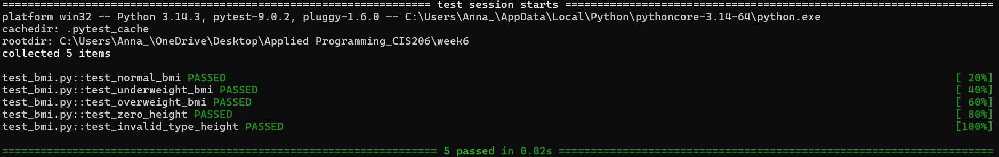 =================================================================== test session starts ===================================================================
platform win32 -- Python 3.14.3, pytest-9.0.2, pluggy-1.6.0 -- C:\Users\Anna_\AppData\Local\Python\pythoncore-3.14-64\python.exe
cachedir: .pytest_cache
rootdir: C:\Users\Anna_\OneDrive\Desktop\Applied Programming_CIS206\week6
collected 5 items

test_bmi.py::test_normal_bmi PASSED [ 20%]
test_bmi.py::test_underweight_bmi PASSED [ 40%]
test_bmi.py::test_overweight_bmi PASSED [ 60%]
test_bmi.py::test_zero_height PASSED [ 80%]
test_bmi.py::test_invalid_type_height PASSED [100%]

==================================================================== 5 passed in 0.02s ====================================================================